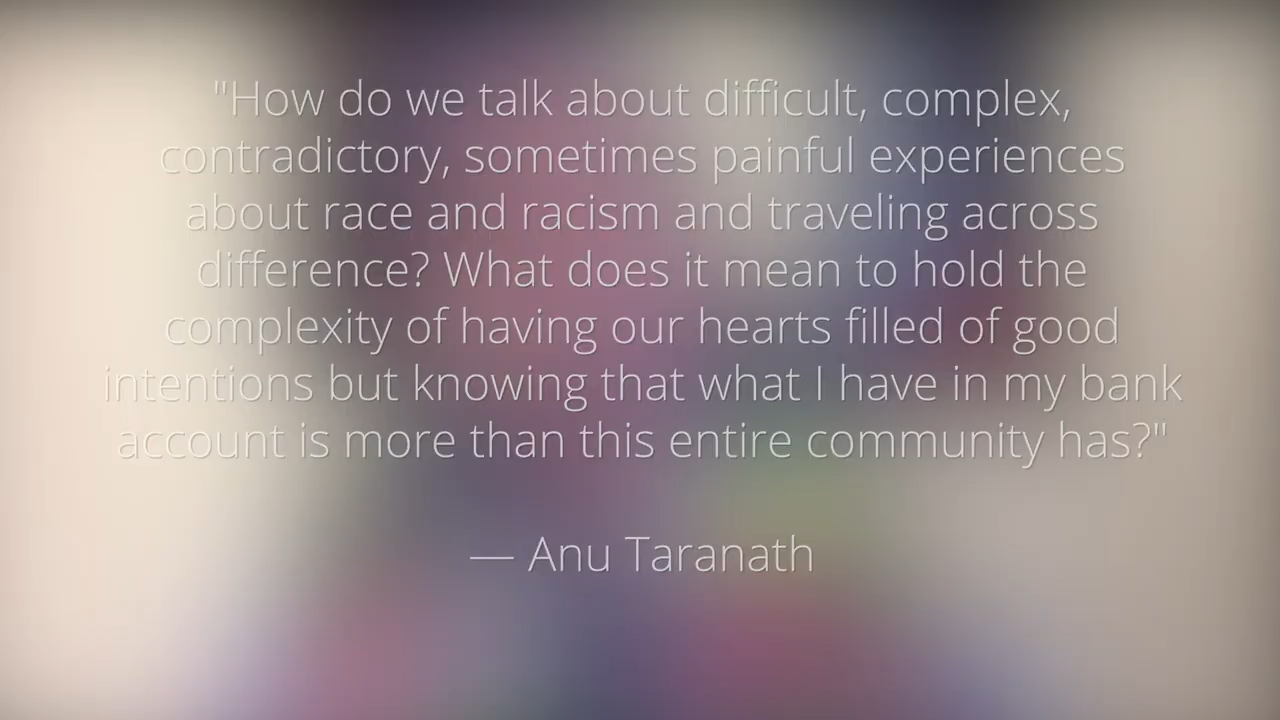 "How do we talk about difficult, complex,
contradictory, sometimes painful experiences
about race and racism and traveling across
difference? What does it mean to hold the
complexity of having our hearts filled of good
intentions but knowing that what I have in my bank
account is more than this entire community has?"
— Anu Taranath